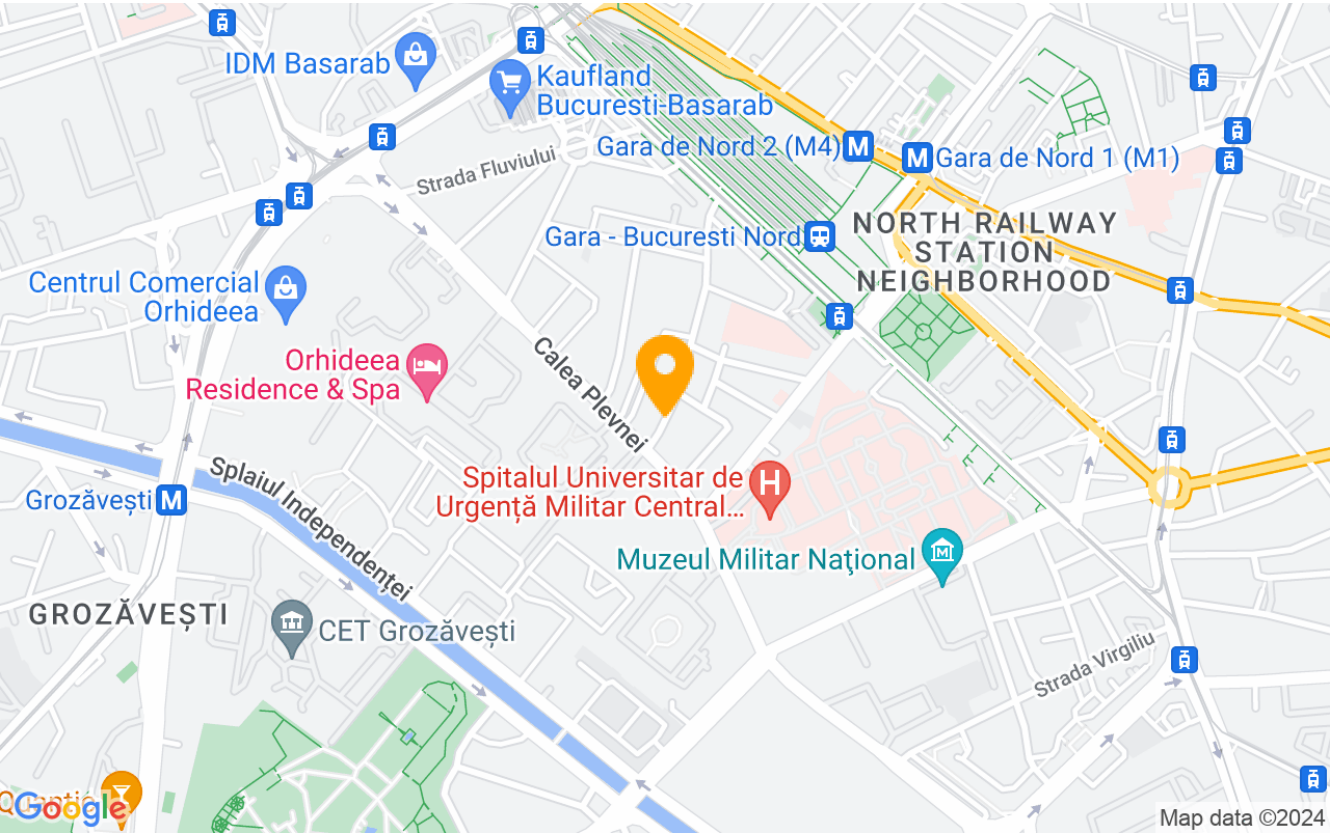 IDM Basarab
Kaufland
Bucuresti-Basarab
Gara de Nord 2 (M4)
M
M
Gara de Nord 1 (M1)
Strada Fluviului
Gara - Bucuresti Nord
NORTH RAILWAY
STATION
NEIGHBORHOOD
Centrul Comercial
Orhideea
Orhideea
Residence & Spa
Calea Plevnei
Spitalul Universitar de
Urgență Militar Central...
H
Splaiul Independenței
Grozăvești
M
Muzeul Militar Naţional
M
GROZĂVEȘTI
CET Grozăvești
Strada Virgiliu
Google
Map data ©2024